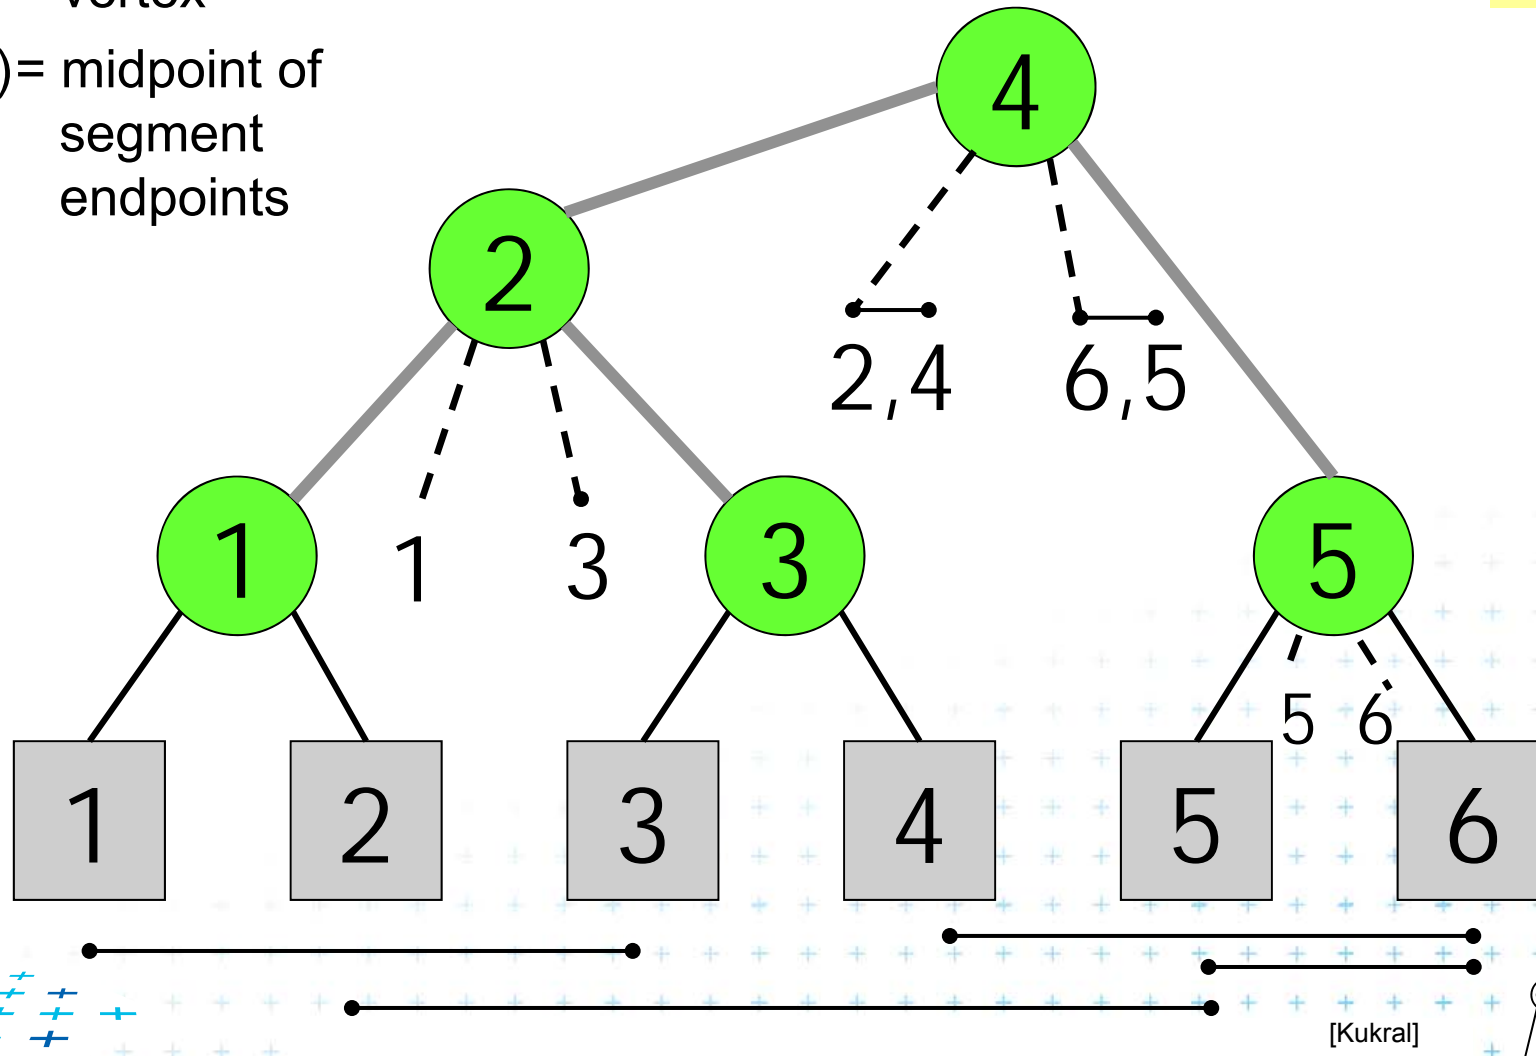 vertex
)= midpoint of
segment
endpoints
4
2
2,4 6,5
1 1 3 3 5
5 6
1 2 3 4 5 6
[Kukral]